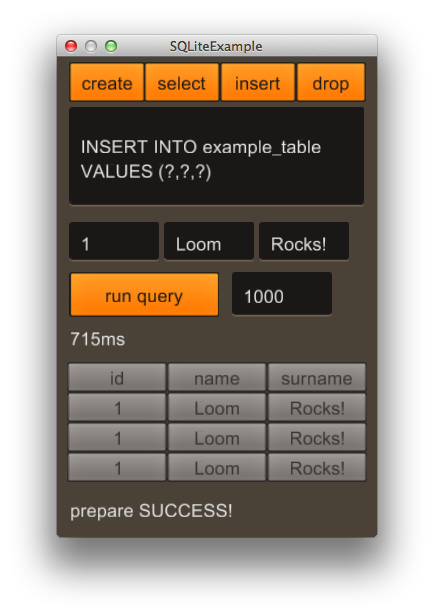 SQLiteExample
create select insert drop
INSERT INTO example_table
VALUES (?,?,?)
1 Loom Rocks!
run query 1000
715ms
id name surname
1 Loom Rocks!
1 Loom Rocks!
1 Loom Rocks!
prepare SUCCESS!